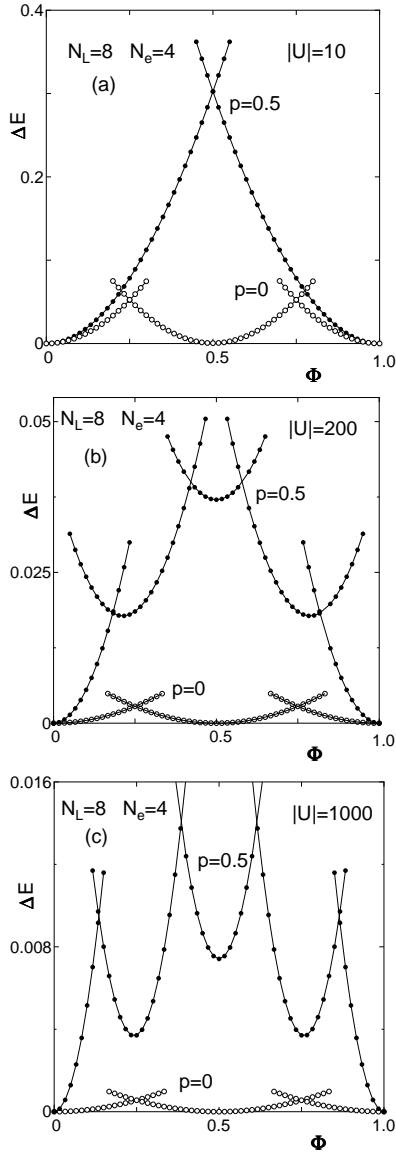 0.4
N_L=8 N_e=4 |U|=10
(a)
p=0.5
ΔE
0.2
p=0
0
0 0.5 1.0
Φ
0.05
N_L=8 N_e=4 |U|=200
(b)
p=0.5
ΔE
0.025
p=0
0
0 0.5 1.0
Φ
0.016
N_L=8 N_e=4 |U|=1000
(c)
p=0.5
ΔE
0.008
p=0
0
0 0.5 1.0
Φ